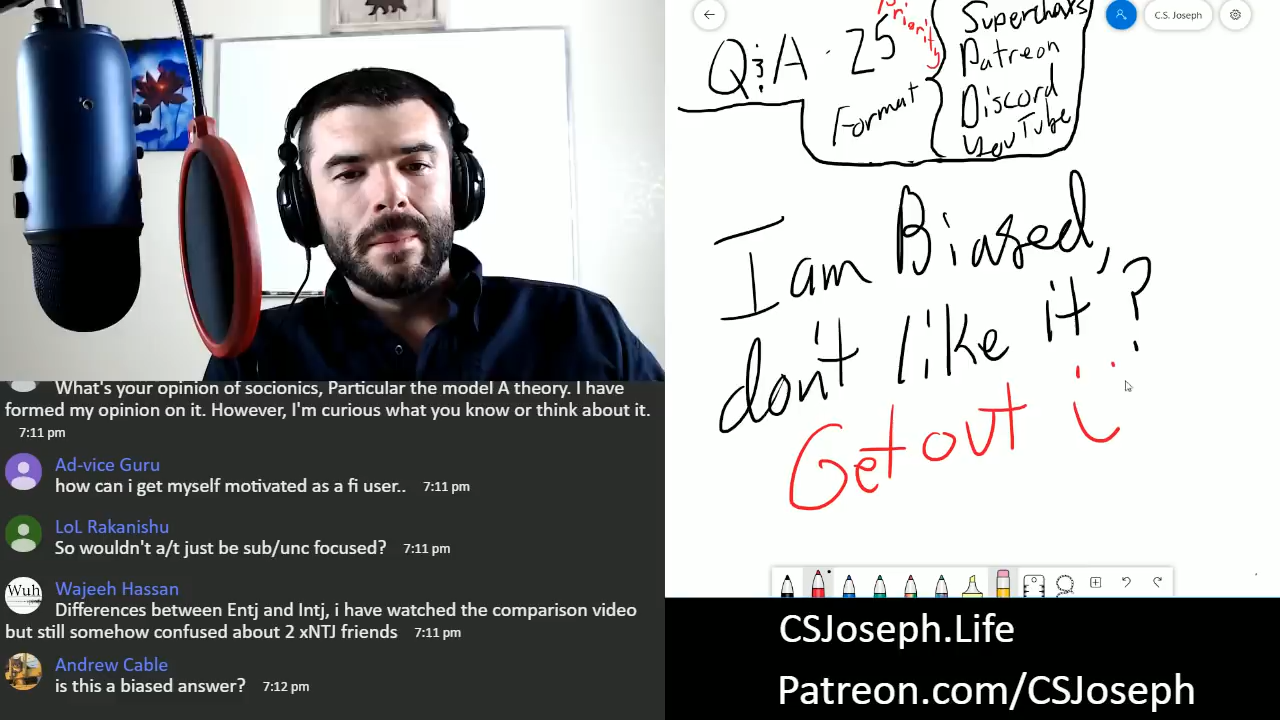 What's your opinion of socionics, Particular the model A theory. I have
formed my opinion on it. However, I'm curious what you know or think about it.
7:11 pm
Ad-vice Guru
how can i get myself motivated as a fi user.. 7:11 pm
LoL Rakanishu
So wouldn't a/t just be sub/unc focused? 7:11 pm
Wuh
Wajeeh Hassan
Differences between Entj and Intj, i have watched the comparison video
but still somehow confused about 2 xNTJ friends 7:11 pm
Andrew Cable
is this a biased answer? 7:12 pm
C.S. Joseph
Q&A · 25
Format
Priority
Superchats
Patreon
Discord
YouTube
I am Biased,
don't like it?
Get out
CSJoseph.Life
Patreon.com/CSJoseph